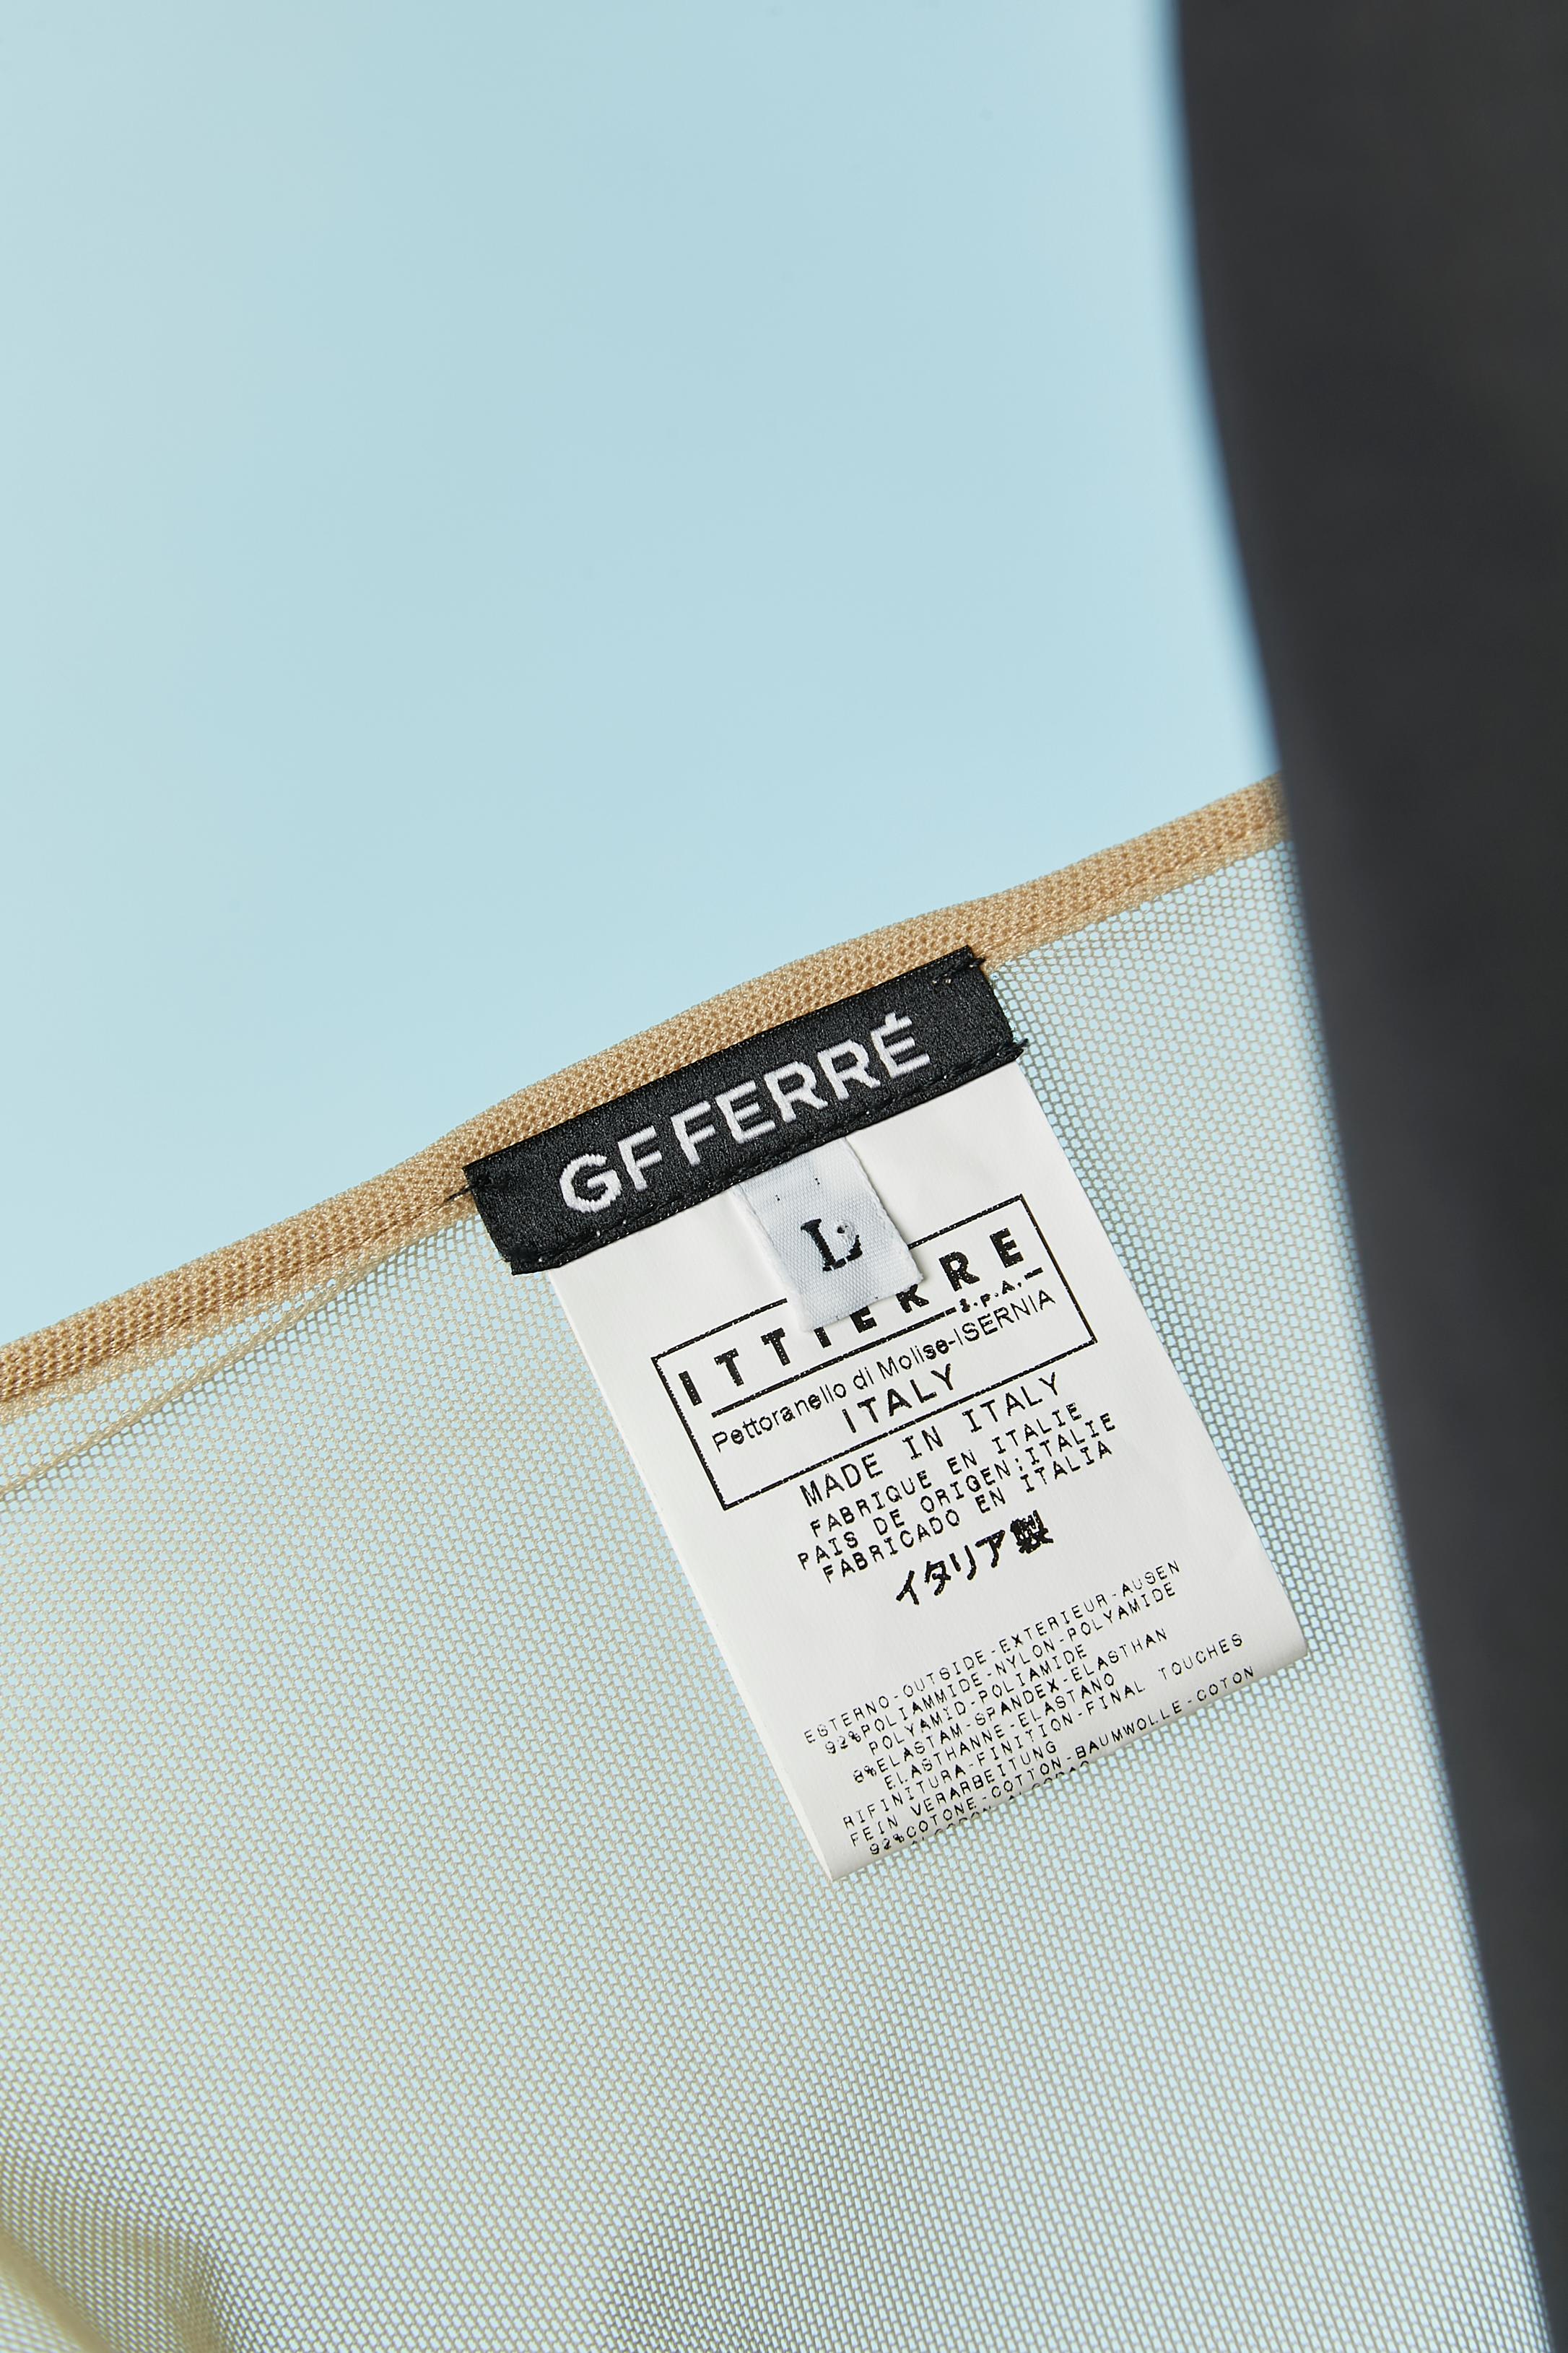 GFFERRÉ
L
ITTIERRE
S.p.A.
Pettoranello di Molise-ISERNIA
ITALY
MADE IN ITALY
FABRIQUE EN ITALIE
PAIS DE ORIGEN:ITALIE
FABRICADO EN ITALIA
イタリア製
ESTERNO-OUTSIDE-EXTERIEUR-AUSEN
92%POLIAMMIDE-NYLON-POLYAMIDE
POLYAMID-POLIAMIDE
8%ELASTAM-SPANDEX-ELASTHAN
ELASTHANNE-ELASTANO
RIFINITURA-FINITION-FINAL TOUCHES
FEIN VERARBEITUNG
92%COTONE-COTTON-BAUMWOLLE-COTON